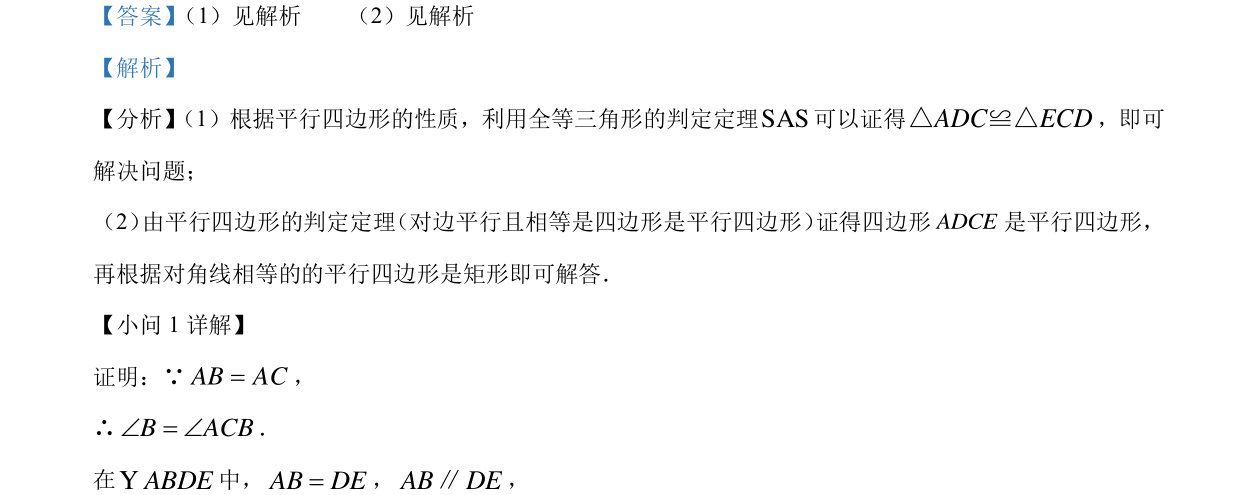 【答案】（1）见解析 （2）见解析
【解析】
【分析】（1）根据平行四边形的性质，利用全等三角形的判定定理SAS可以证得△ADC≌△ECD，即可
解决问题；
（2）由平行四边形的判定定理（对边平行且相等是四边形是平行四边形）证得四边形 ADCE 是平行四边形，
再根据对角线相等的的平行四边形是矩形即可解答．
【小问 1 详解】
证明：∵ AB = AC，
∴ ∠B = ∠ACB．
在 Y ABDE 中，AB = DE，AB ∥ DE，